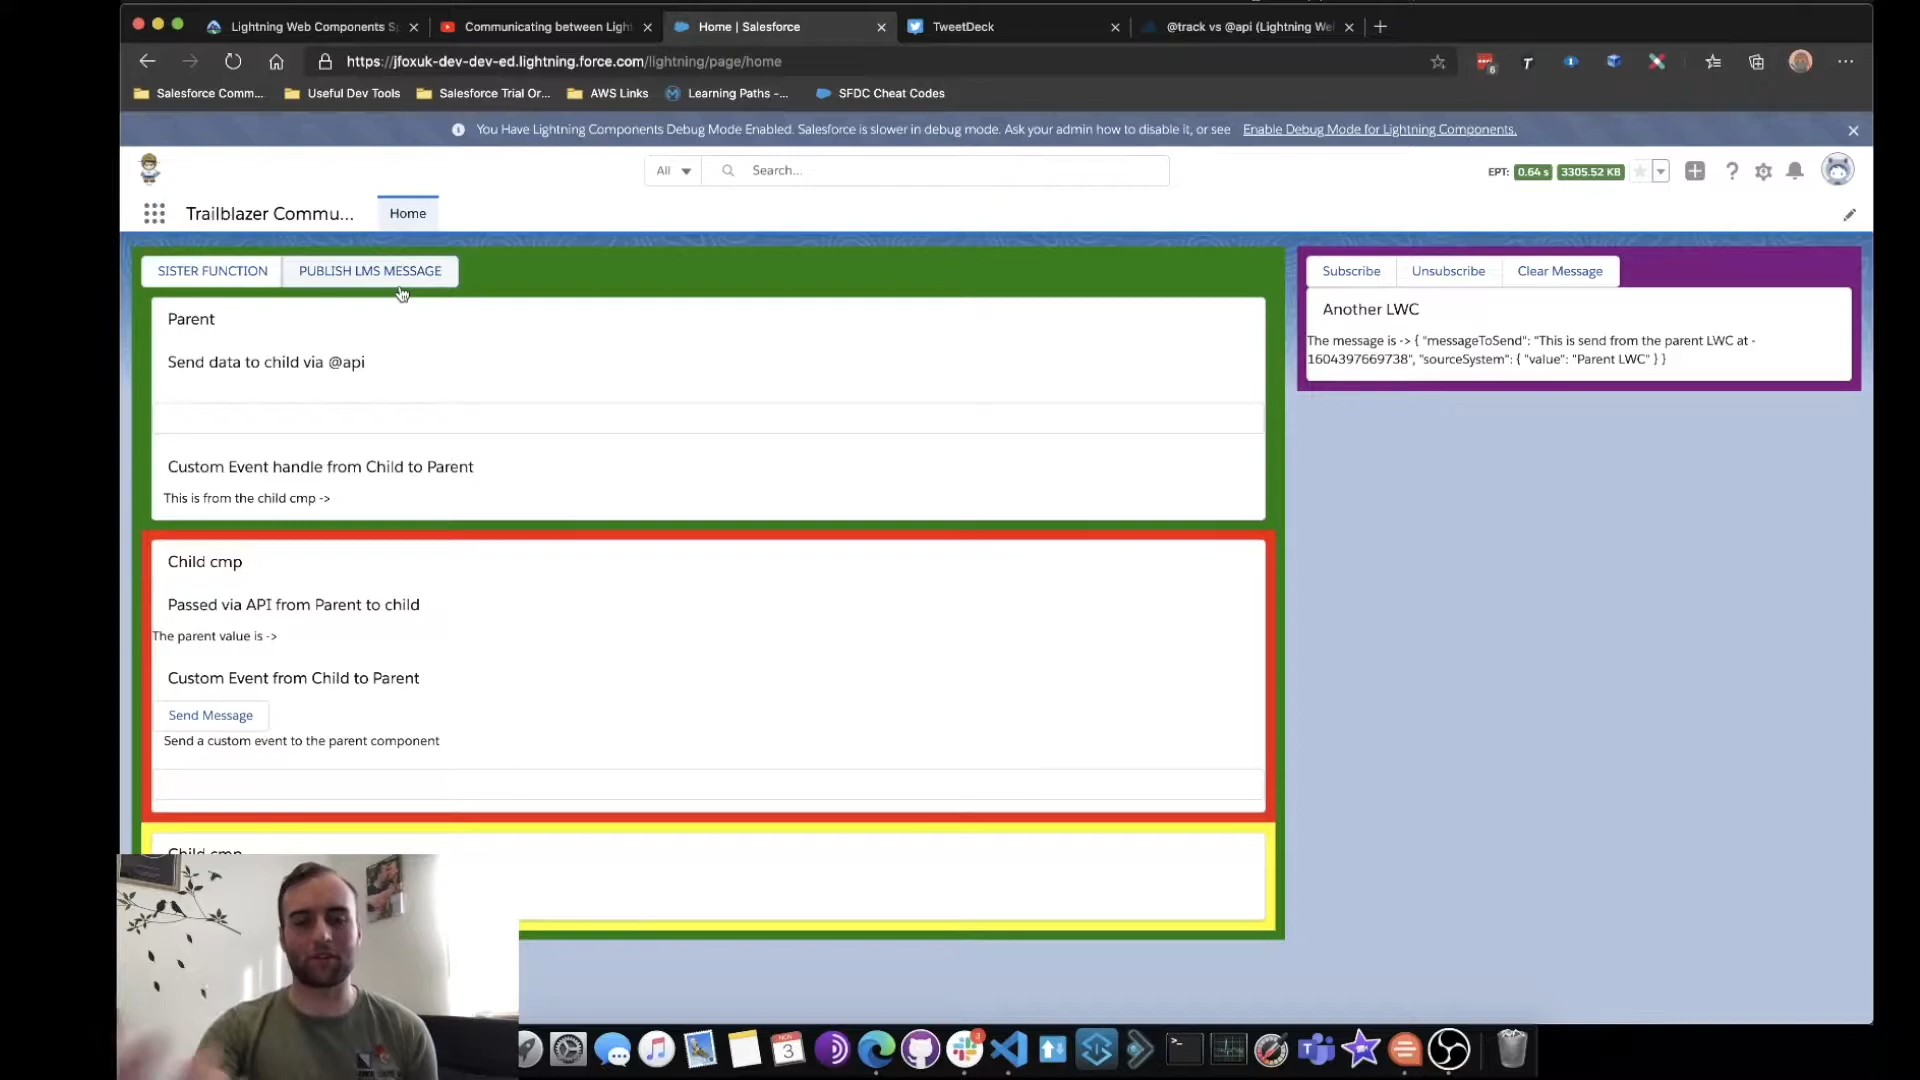 Lightning Web Components S
Communicating between Light
Home | Salesforce
TweetDeck
@track vs @api (Lightning We
https://jfoxuk-dev-dev-ed.lightning.force.com/lightning/page/home
6
Salesforce Comm...
Useful Dev Tools
Salesforce Trial Or...
AWS Links
Learning Paths -...
SFDC Cheat Codes
You Have Lightning Components Debug Mode Enabled. Salesforce is slower in debug mode. Ask your admin how to disable it, or see Enable Debug Mode for Lightning Components.
All
Search...
EPT: 0.64 s 3305.52 KB
Trailblazer Commu...
Home
SISTER FUNCTION
PUBLISH LMS MESSAGE
Parent
Send data to child via @api
Custom Event handle from Child to Parent
This is from the child cmp ->
Child cmp
Passed via API from Parent to child
The parent value is ->
Custom Event from Child to Parent
Send Message
Send a custom event to the parent component
Child cmp
Subscribe
Unsubscribe
Clear Message
Another LWC
The message is -> { "messageToSend": "This is send from the parent LWC at -
1604397669738", "sourceSystem": { "value": "Parent LWC" } }
NOV
3
3